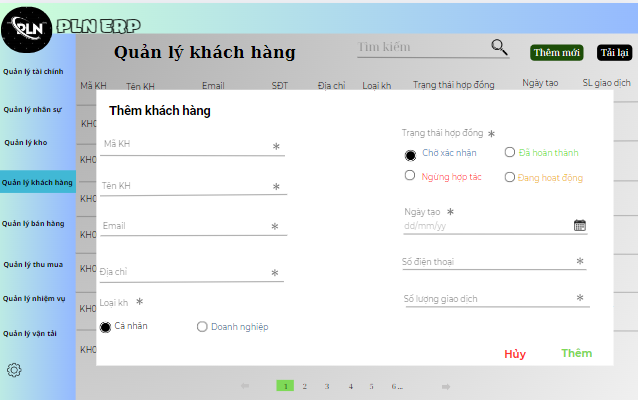 PLN
PLN ERP
Quản lý khách hàng
Tìm kiếm
Thêm mới
Tải lại
Quản lý tài chính
Quản lý nhân sự
Quản lý kho
Quản lý khách hàng
Quản lý bán hàng
Quản lý thu mua
Quản lý nhiệm vụ
Quản lý vận tải
Mã KH Tên KH Email SĐT Địa chỉ Loại kh Trạng thái hợp đồng Ngày tạo SL giao dịch
KH0
KH0
KH0
KH0
KH0
KH0
KH0
Thêm khách hàng
Mã KH *
Tên KH *
Email *
Địa chỉ *
Loại kh *
Cá nhân
Doanh nghiệp
Trạng thái hợp đồng *
Chờ xác nhận
Đã hoàn thành
Ngừng hợp tác
Đang hoạt động
Ngày tạo *
dd/mm/yy
Số điện thoại *
Số lượng giao dịch *
Hủy
Thêm
1 2 3 4 5 6 ...